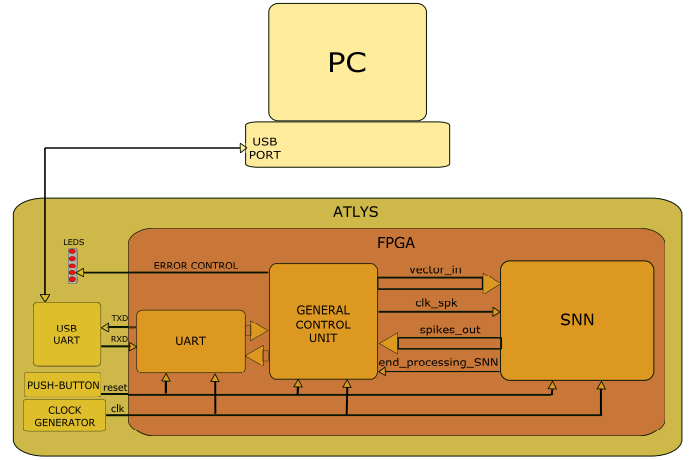 PC
USB
PORT
ATLYS
LEDS
FPGA
ERROR CONTROL
vector_in
clk_spk
spikes_out
end_processing_SNN
GENERAL
CONTROL
UNIT
SNN
USB
UART
TXD
RXD
UART
PUSH-BUTTON
reset
CLOCK
GENERATOR
clk